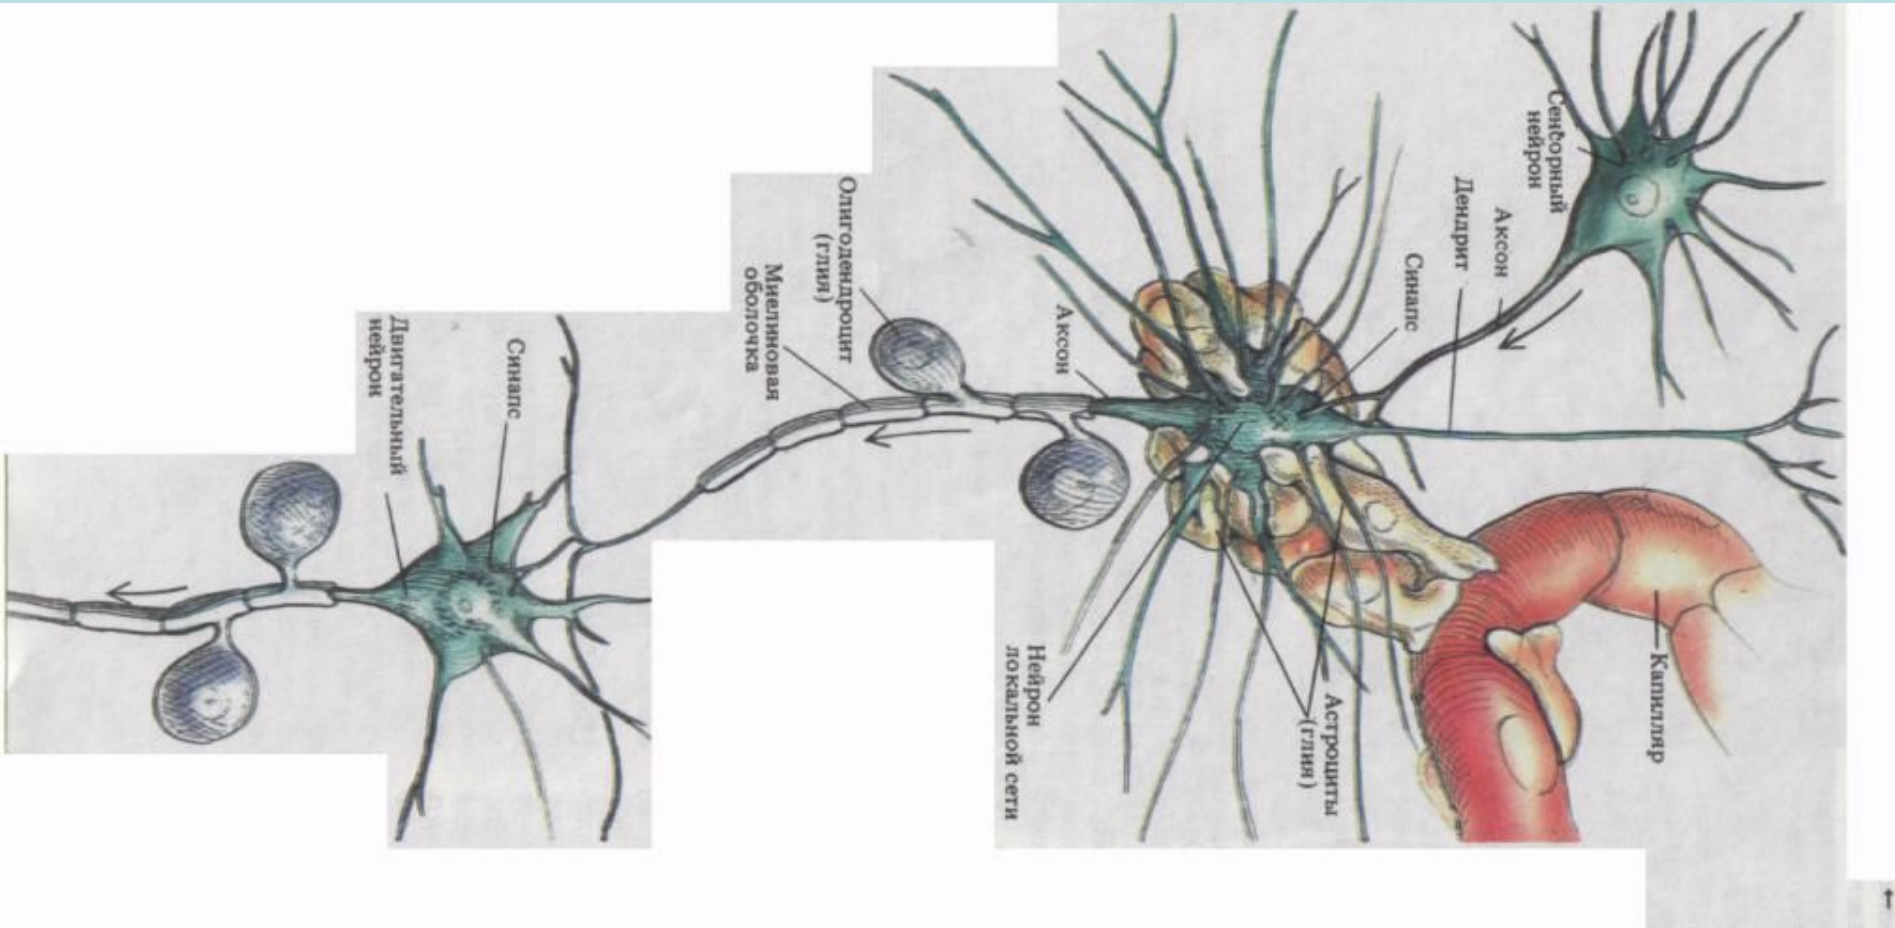 Сенсорный
нейрон
Аксон
Дендрит
Синапс
Аксон
Олигодендроцит
(глия)
Миелиновая
оболочка
Синапс
Двигательный
нейрон
Нейрон
локальной сети
Астроциты
(глия)
Капилляр